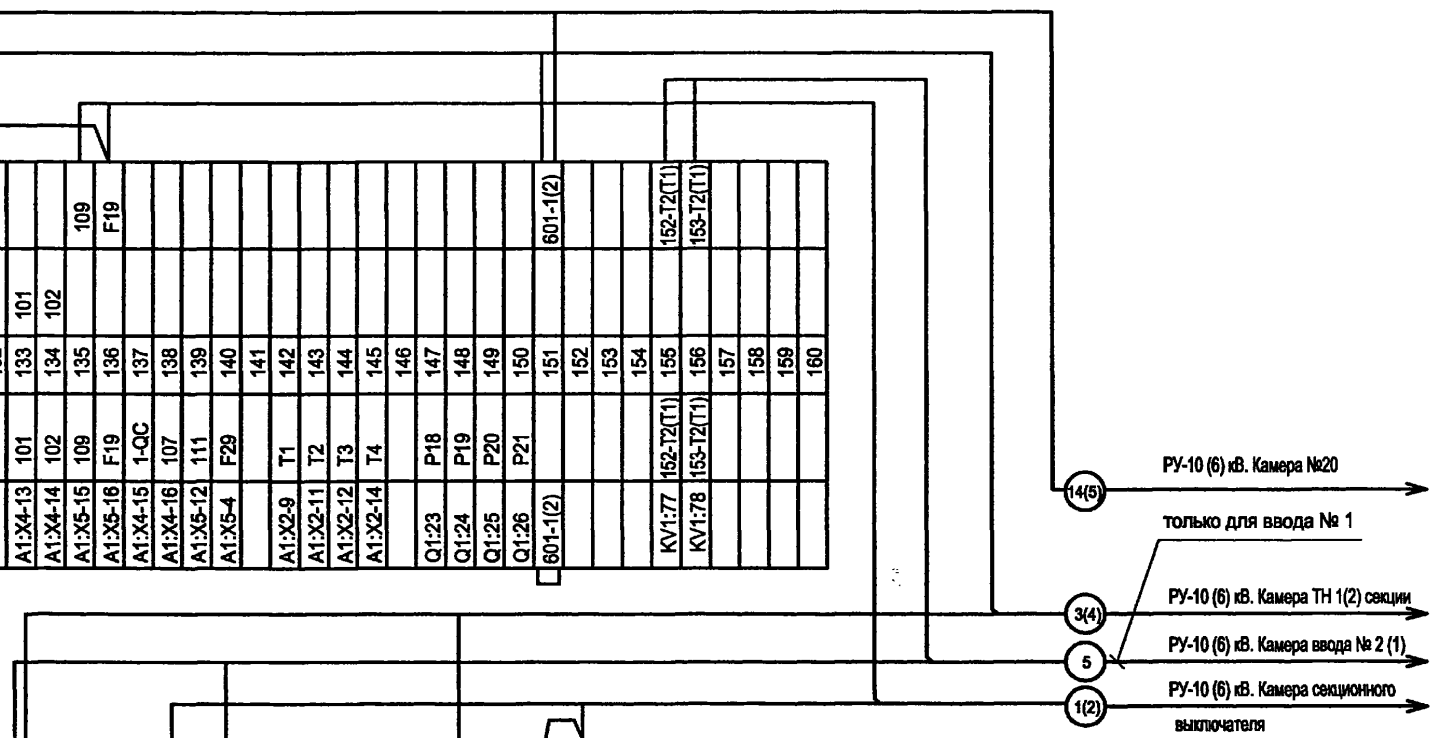 109
F19
601-1(2)
152-T2(T1)
153-T2(T1)
101
102
133
134
135
136
137
138
139
140
141
142
143
144
145
146
147
148
149
150
151
152
153
154
155
156
157
158
159
160
101
102
109
F19
1-QC
107
111
F29
T1
T2
T3
T4
P18
P19
P20
P21
152-T2(T1)
153-T2(T1)
A1:X4-13
A1:X4-14
A1:X5-15
A1:X5-16
A1:X4-15
A1:X4-16
A1:X5-12
A1:X5-4
A1:X2-9
A1:X2-11
A1:X2-12
A1:X2-14
Q1:23
Q1:24
Q1:25
Q1:26
601-1(2)
KV1:77
KV1:78
14(5) РУ-10 (6) кВ. Камера №20
только для ввода № 1
3(4) РУ-10 (6) кВ. Камера ТН 1(2) секции
5 РУ-10 (6) кВ. Камера ввода № 2 (1)
1(2) РУ-10 (6) кВ. Камера секционного
выключателя